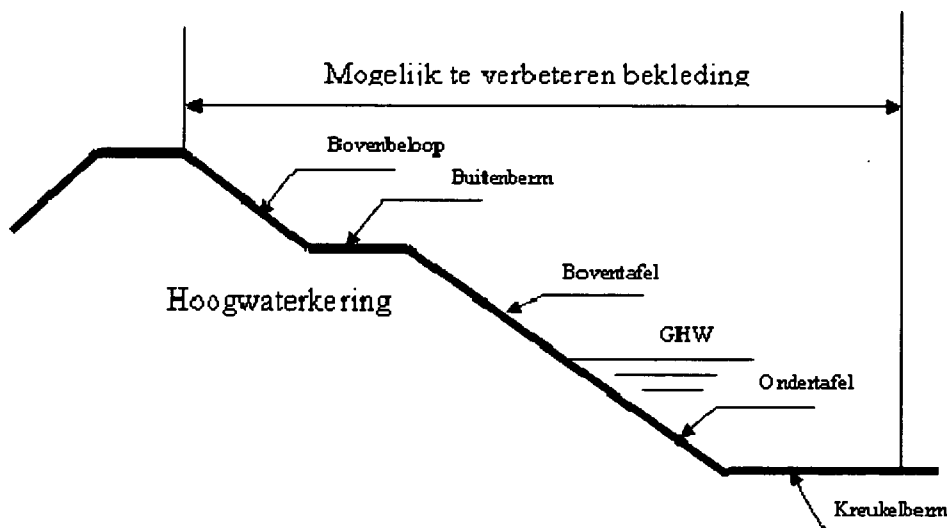 Mogelijk te verbeteren bekleding
Bovenbeloop
Buitenberm
Boventafel
Hoogwaterkering
GHW
Ondertafel
Kreukelberm